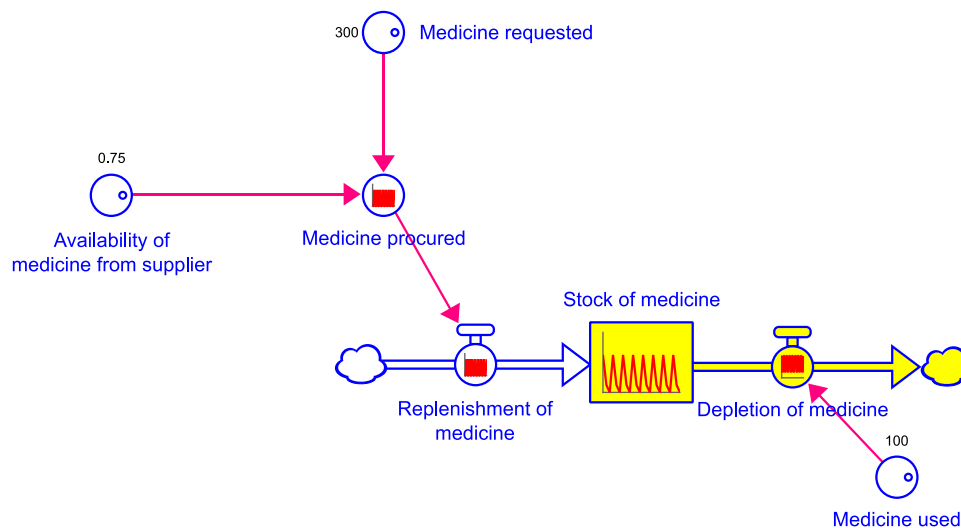 300
Medicine requested
0.75
Availability of
medicine from supplier
Medicine procured
Stock of medicine
Replenishment of
medicine
Depletion of medicine
100
Medicine used